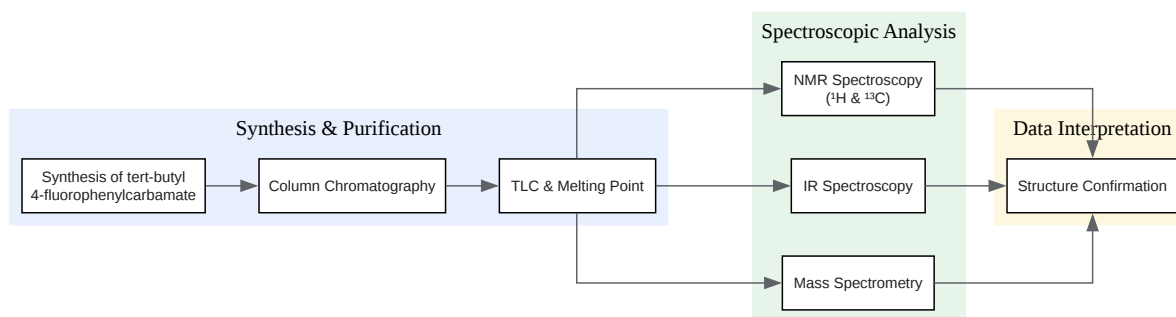 Spectroscopic Analysis
NMR Spectroscopy
(¹H & ¹³C)
Synthesis & Purification
Data Interpretation
Synthesis of tert-butyl
4-fluorophenylcarbamate
Column Chromatography
TLC & Melting Point
IR Spectroscopy
Structure Confirmation
Mass Spectrometry